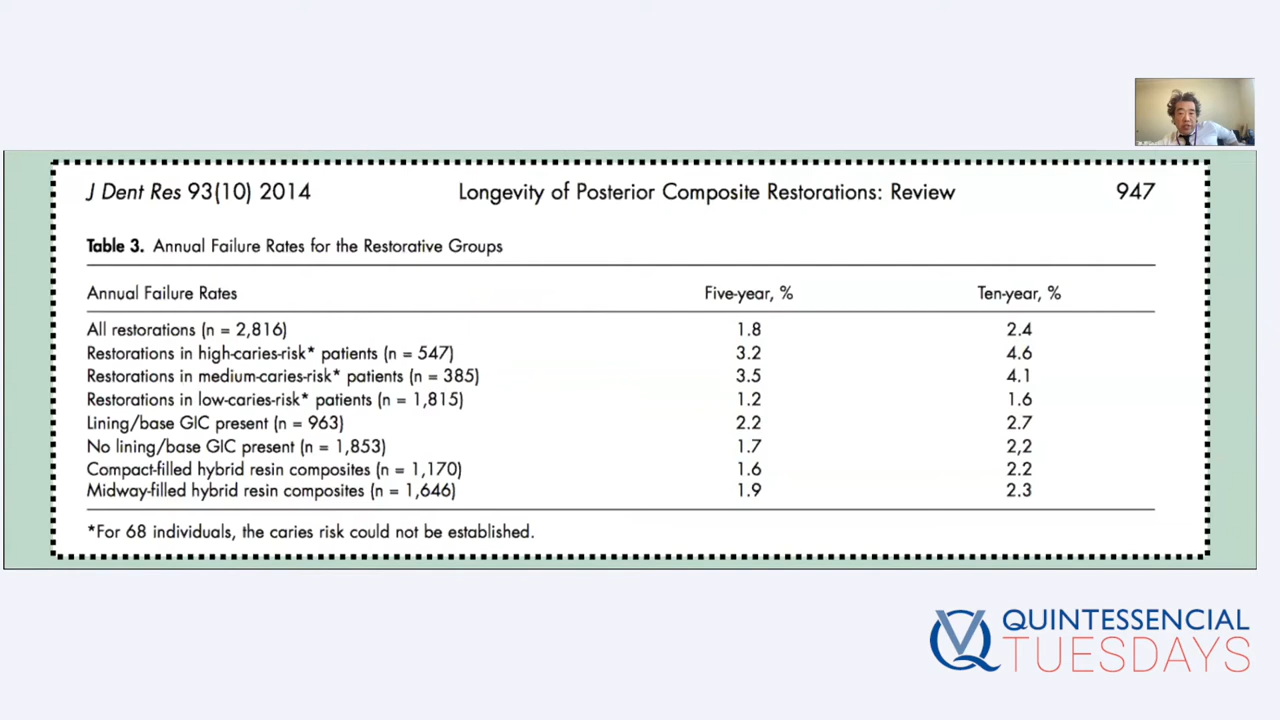 J Dent Res 93(10) 2014 Longevity of Posterior Composite Restorations: Review 947
Table 3. Annual Failure Rates for the Restorative Groups
Annual Failure Rates Five-year, % Ten-year, %
All restorations (n = 2,816) 1.8 2.4
Restorations in high-caries-risk* patients (n = 547) 3.2 4.6
Restorations in medium-caries-risk* patients (n = 385) 3.5 4.1
Restorations in low-caries-risk* patients (n = 1,815) 1.2 1.6
Lining/base GIC present (n = 963) 2.2 2.7
No lining/base GIC present (n = 1,853) 1.7 2,2
Compact-filled hybrid resin composites (n = 1,170) 1.6 2.2
Midway-filled hybrid resin composites (n = 1,646) 1.9 2.3
*For 68 individuals, the caries risk could not be established.
QUINTESSENCIAL
TUESDAYS